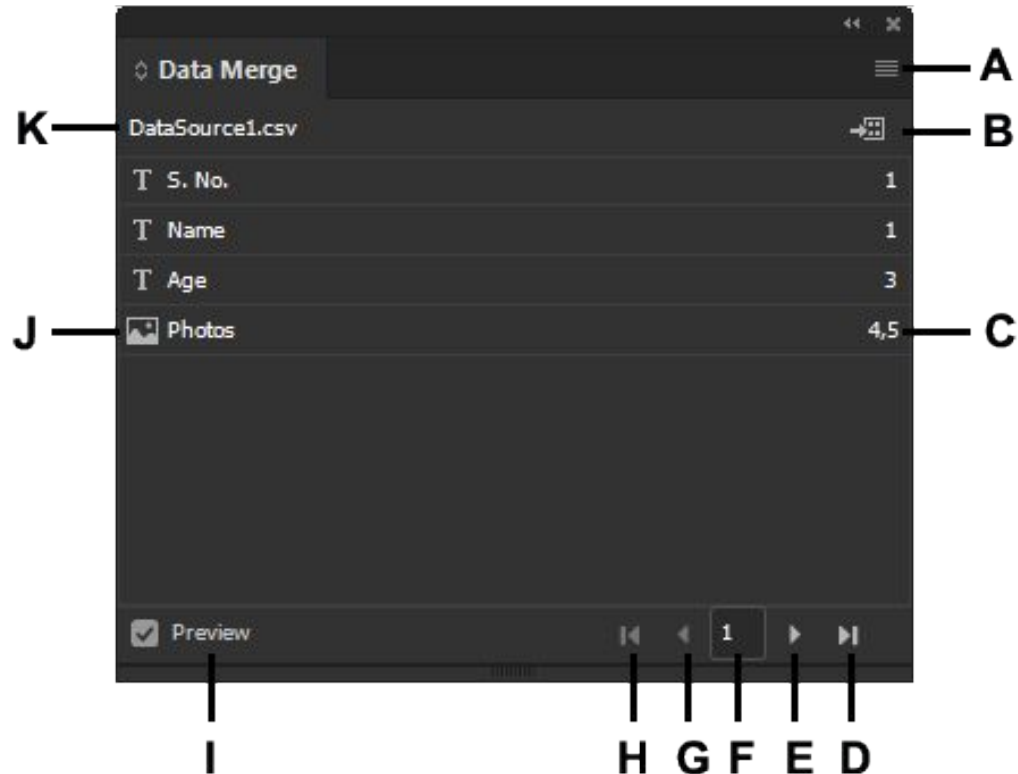 Data Merge
A
K
DataSource1.csv
B
T S. No. 1
T Name 1
T Age 3
J
Photos 4,5
C
Preview 1
I H G F E D